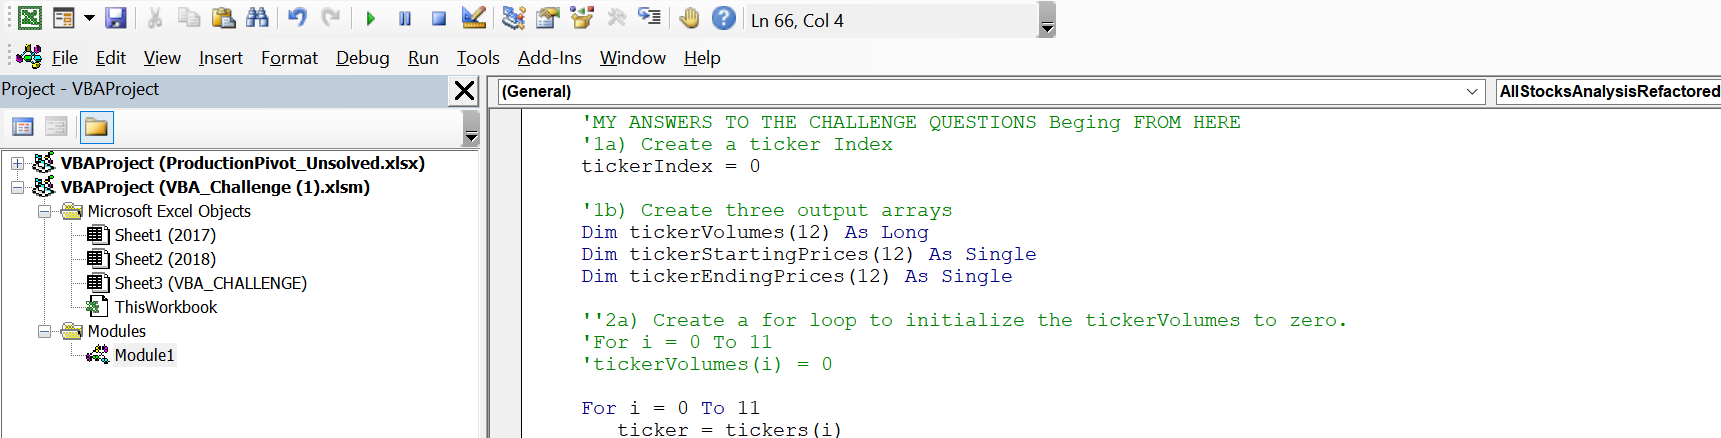 Ln 66, Col 4
File Edit View Insert Format Debug Run Tools Add-Ins Window Help
Project - VBAProject
(General)
AllStocksAnalysisRefactored
VBAProject (ProductionPivot_Unsolved.xlsx)
VBAProject (VBA_Challenge (1).xlsm)
Microsoft Excel Objects
Sheet1 (2017)
Sheet2 (2018)
Sheet3 (VBA_CHALLENGE)
ThisWorkbook
Modules
Module1
'MY ANSWERS TO THE CHALLENGE QUESTIONS Beging FROM HERE
'1a) Create a ticker Index
tickerIndex = 0
'1b) Create three output arrays
Dim tickerVolumes(12) As Long
Dim tickerStartingPrices(12) As Single
Dim tickerEndingPrices(12) As Single
''2a) Create a for loop to initialize the tickerVolumes to zero.
'For i = 0 To 11
'tickerVolumes(i) = 0
For i = 0 To 11
ticker = tickers(i)